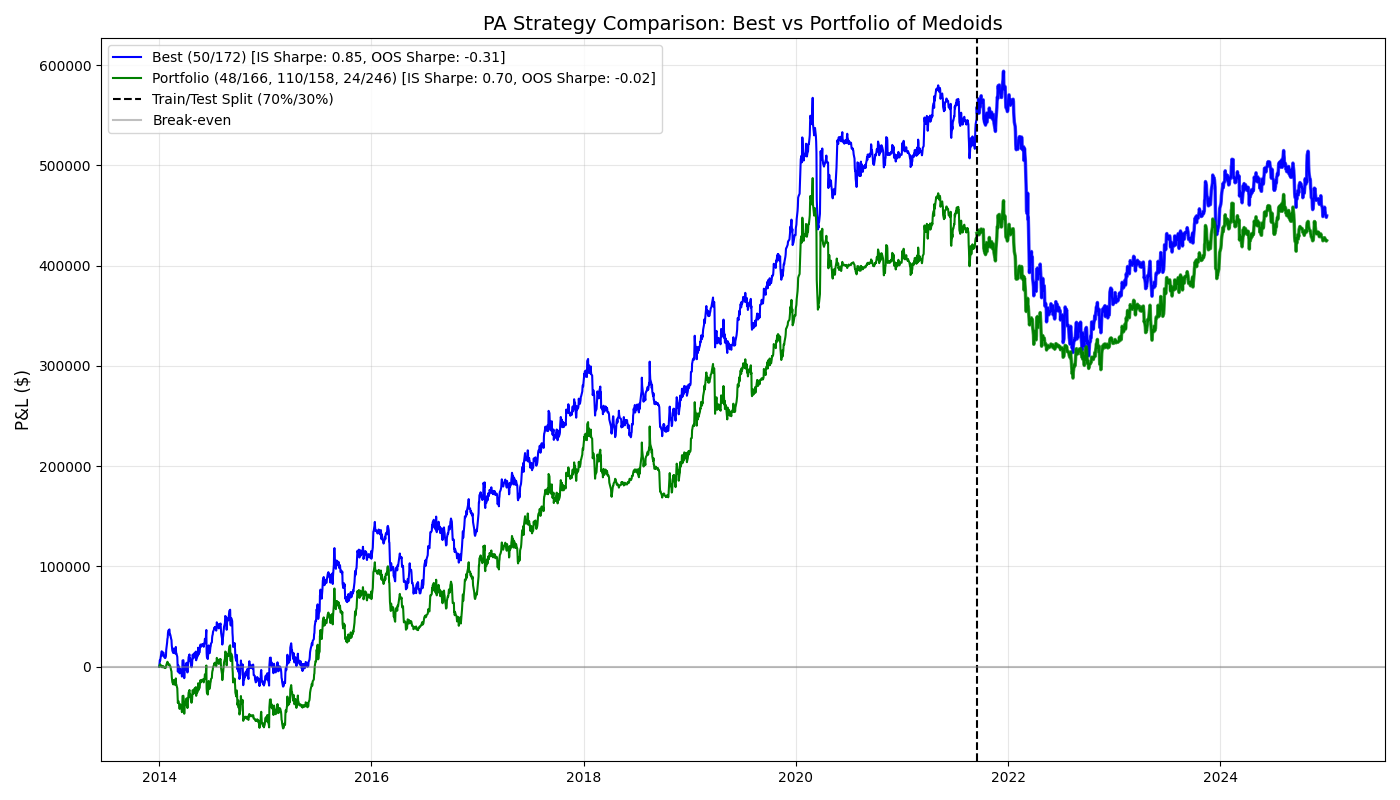 PA Strategy Comparison: Best vs Portfolio of Medoids
Best (50/172) [IS Sharpe: 0.85, OOS Sharpe: -0.31]
Portfolio (48/166, 110/158, 24/246) [IS Sharpe: 0.70, OOS Sharpe: -0.02]
Train/Test Split (70%/30%)
Break-even
P&L ($)
600000
500000
400000
300000
200000
100000
0
2014 2016 2018 2020 2022 2024